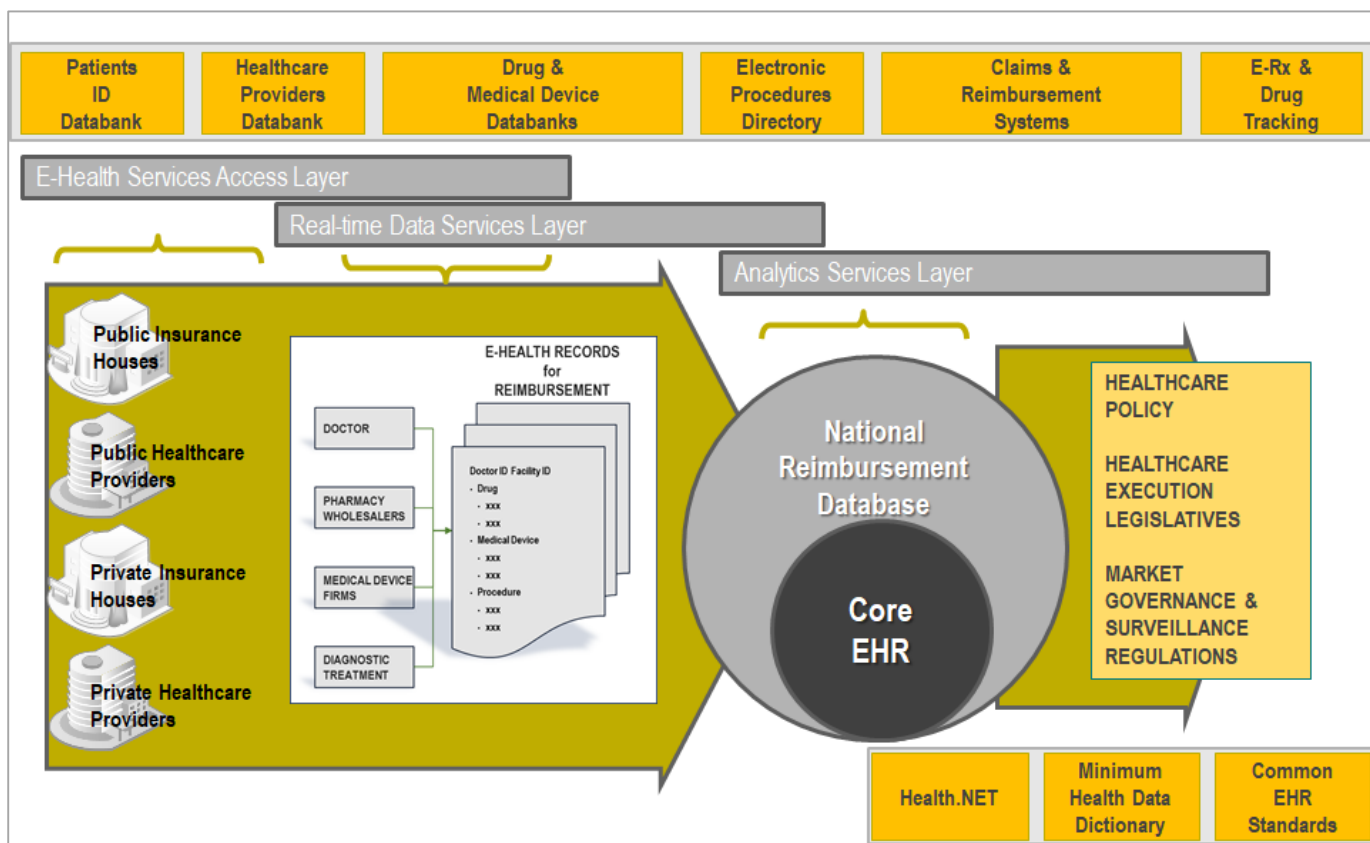 Patients
ID
Databank
Healthcare
Providers
Databank
Drug &
Medical Device
Databanks
Electronic
Procedures
Directory
Claims &
Reimbursement
Systems
E-Rx &
Drug
Tracking
E-Health Services Access Layer
Real-time Data Services Layer
Analytics Services Layer
Public Insurance
Houses
Public Healthcare
Providers
Private Insurance
Houses
Private Healthcare
Providers
E-HEALTH RECORDS
for
REIMBURSEMENT
DOCTOR
PHARMACY
WHOLESALERS
MEDICAL DEVICE
FIRMS
DIAGNOSTIC
TREATMENT
Doctor ID Facility ID
- Drug
- xxx
- xxx
- Medical Device
- xxx
- xxx
- Procedure
- xxx
- xxx
National
Reimbursement
Database
Core
EHR
HEALTHCARE
POLICY
HEALTHCARE
EXECUTION
LEGISLATIVES
MARKET
GOVERNANCE &
SURVEILLANCE
REGULATIONS
Health.NET
Minimum
Health Data
Dictionary
Common
EHR
Standards